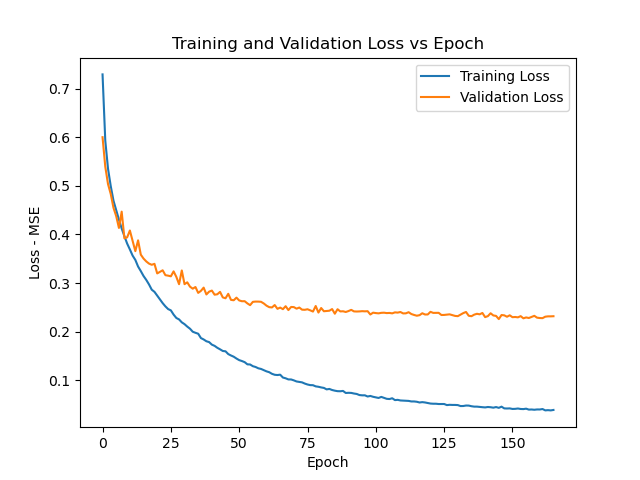 Training and Validation Loss vs Epoch
Training Loss
Validation Loss
Loss - MSE
0.7
0.6
0.5
0.4
0.3
0.2
0.1
0 25 50 75 100 125 150
Epoch